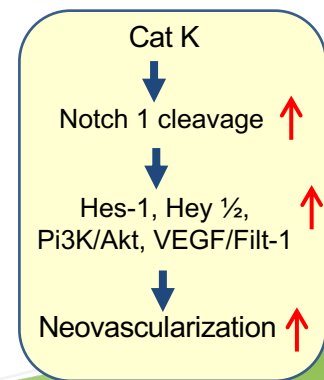 Cat K
Notch 1 cleavage
Hes-1, Hey ½,
Pi3K/Akt, VEGF/Filt-1
Neovascularization